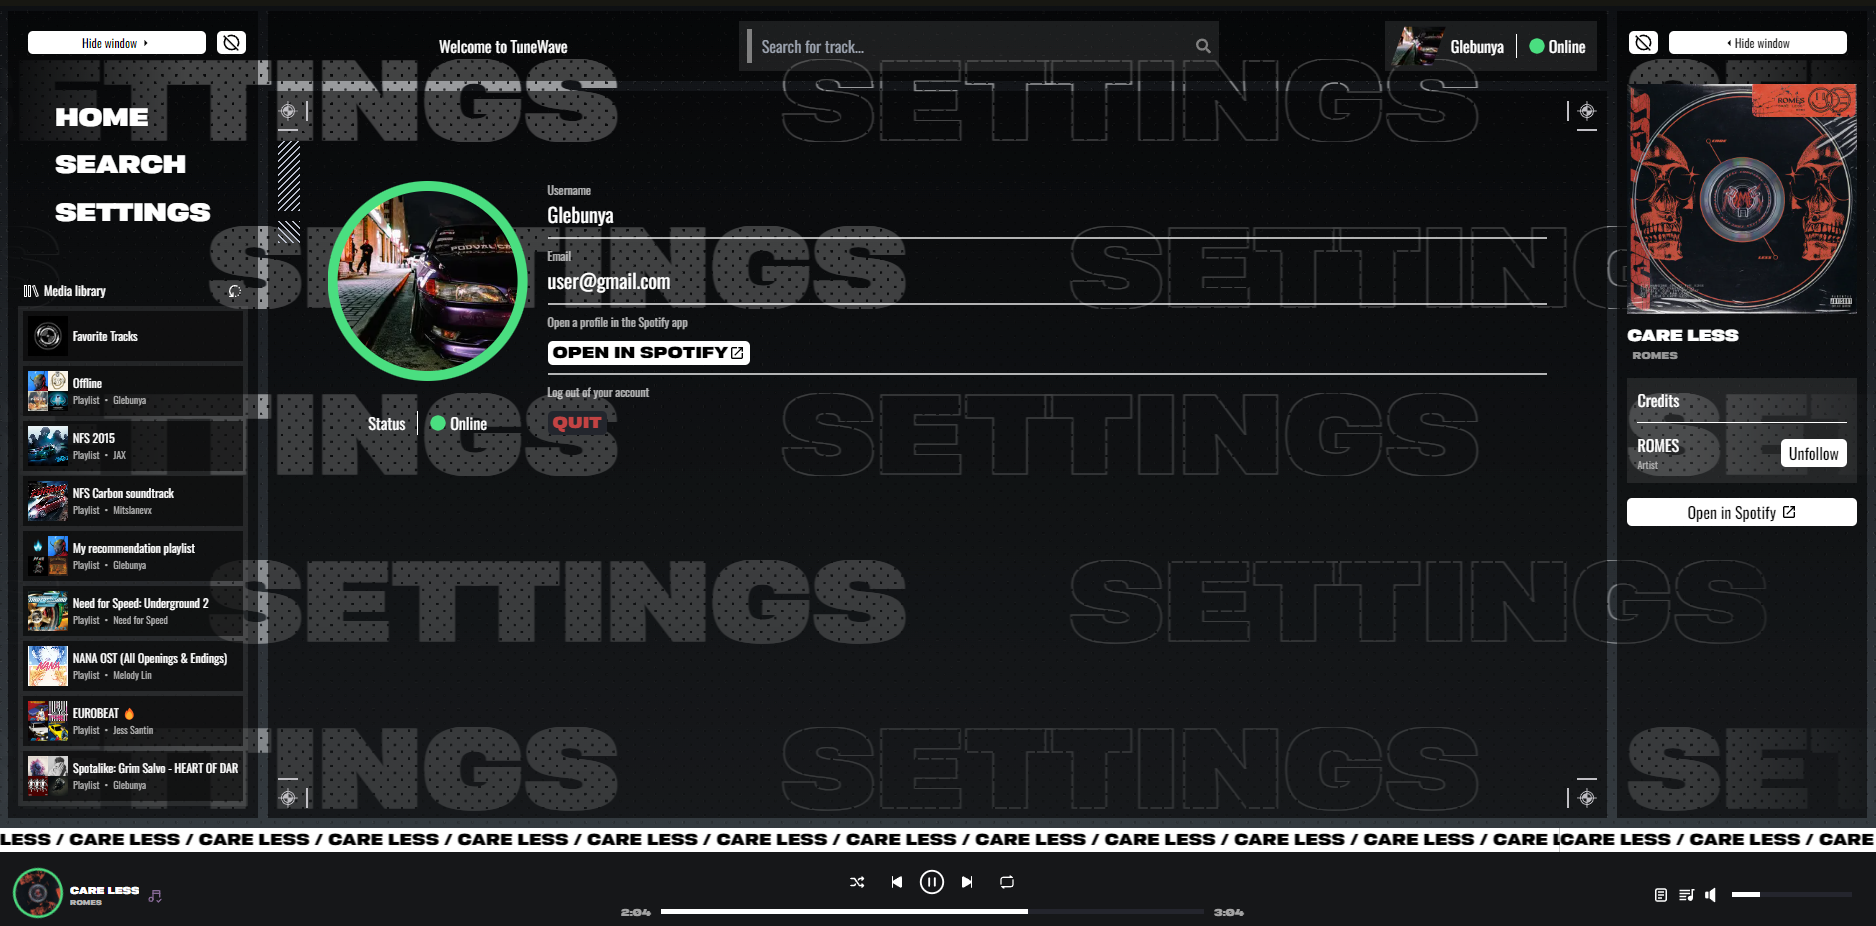 Hide window
Welcome to TuneWave
Search for track...
Glebunya
Online
Hide window
SETTINGS SETTINGS
HOME
SEARCH
SETTINGS
Media library
Favorite Tracks
Offline
Playlist • Glebunya
NFS 2015
Playlist • JAX
NFS Carbon soundtrack
Playlist • Mitslanevx
My recommendation playlist
Playlist • Glebunya
Need for Speed: Underground 2
Playlist • Need for Speed
NANA OST (All Openings & Endings)
Playlist • Melody Lin
EUROBEAT 🔥
Playlist • Jess Santin
Spotalike: Grim Salvo - HEART OF DAR
Playlist • Glebunya
Username
Glebunya
Email
user@gmail.com
Open a profile in the Spotify app
OPEN IN SPOTIFY
Log out of your account
QUIT
Status
Online
SETTINGS SETTINGS
SETTINGS SETTINGS
SETTINGS SETTINGS
SETTINGS SETTINGS
ROMES
CARE LESS
ROMES
Credits
ROMES
Artist
Unfollow
Open in Spotify
LESS / CARE LESS / CARE LESS / CARE LESS / CARE LESS / CARE LESS / CARE LESS / CARE LESS / CARE LESS / CARE LESS / CARE LESS / CARE LESS / CARE LCARE LESS / CARE LESS / CARE
CARE LESS
ROMES
2:04
3:04